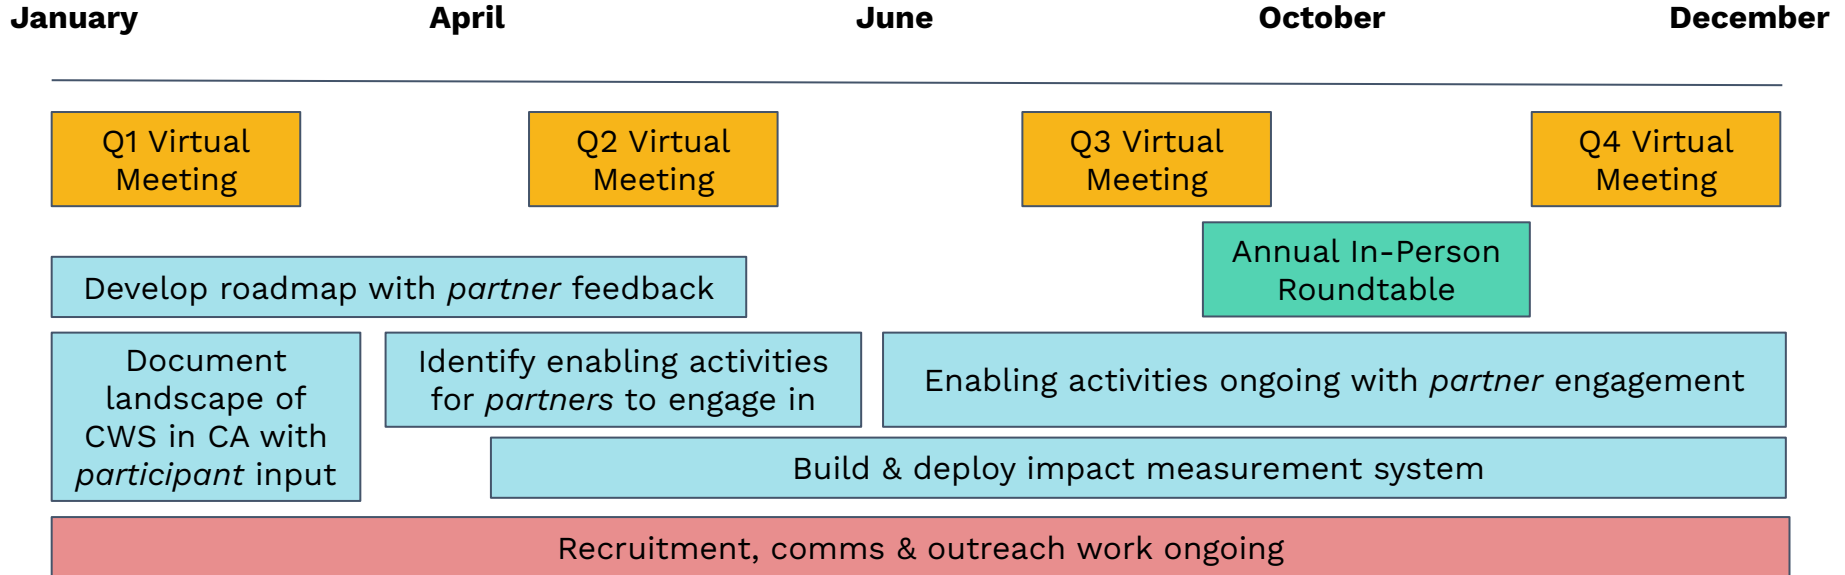 January April June October December
Q1 Virtual
Meeting
Q2 Virtual
Meeting
Q3 Virtual
Meeting
Q4 Virtual
Meeting
Annual In-Person
Roundtable
Develop roadmap with partner feedback
Document
landscape of
CWS in CA with
participant input
Identify enabling activities
for partners to engage in
Enabling activities ongoing with partner engagement
Build & deploy impact measurement system
Recruitment, comms & outreach work ongoing